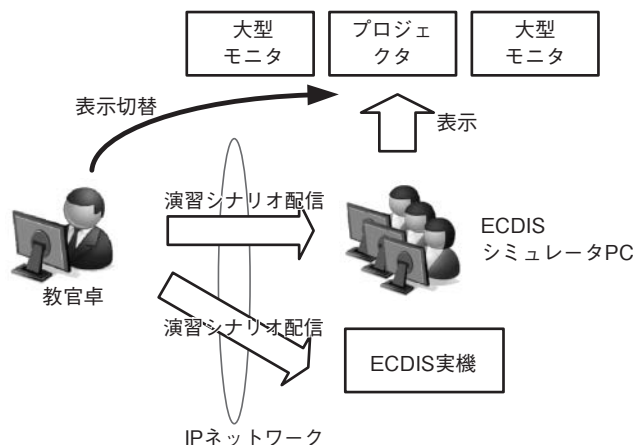 大型
モニタ
プロジェ
クタ
大型
モニタ
表示切替
表示
演習シナリオ配信
ECDIS
シミュレータPC
教官卓
演習シナリオ配信
ECDIS実機
IPネットワーク